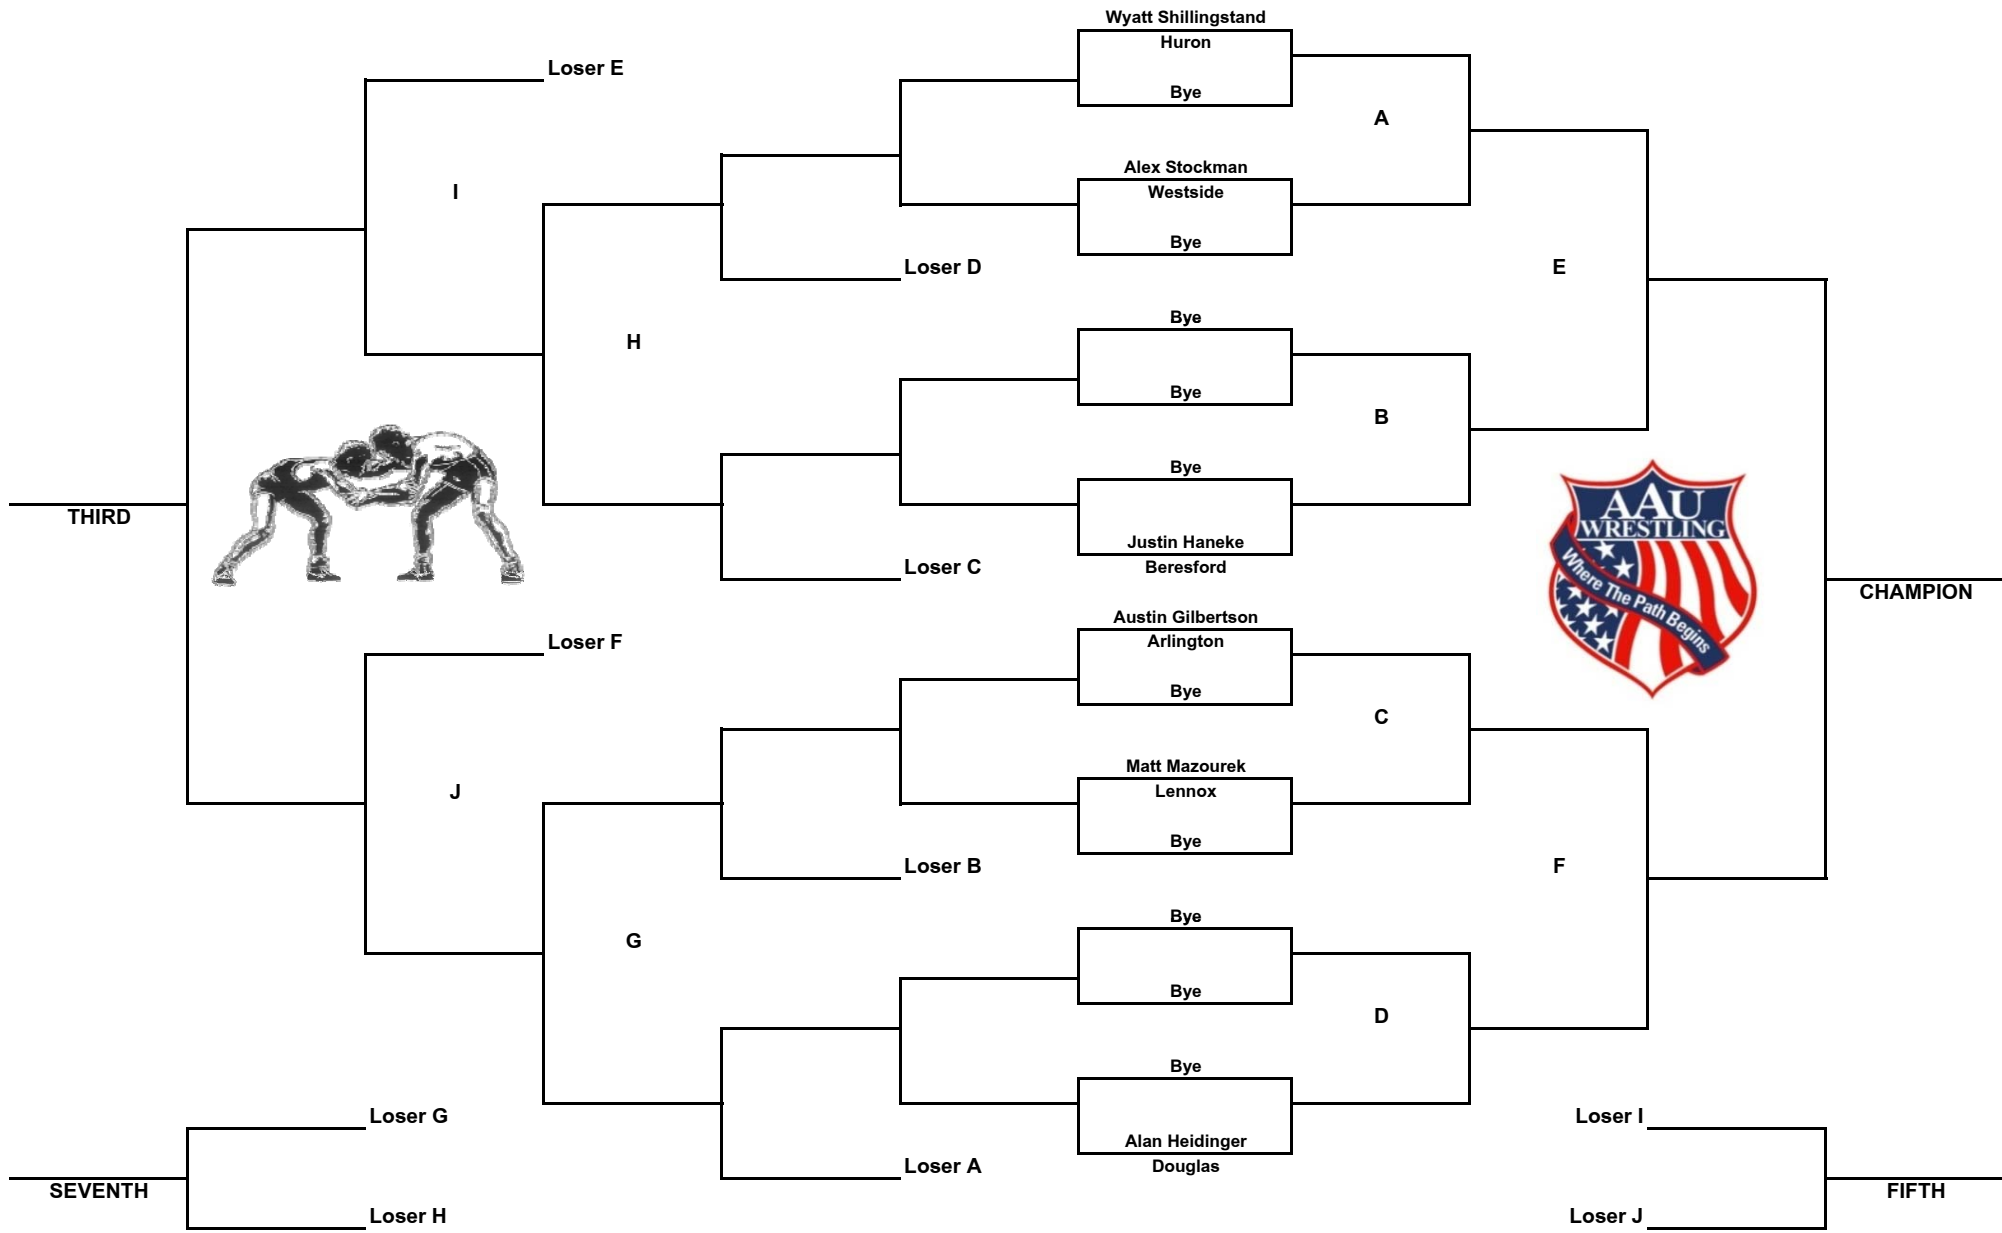 Wyatt Shillingstand
Huron
Loser E
Bye
A
Alex Stockman
I
Westside
Bye
Loser D
E
Bye
H
Bye
B
Bye
AAU
WRESTLING
Where The Path Begins
THIRD
Justin Haneke
Loser C
Beresford
CHAMPION
Austin Gilbertson
Loser F
Arlington
Bye
C
Matt Mazourek
J
Lennox
Bye
Loser B
F
Bye
G
Bye
D
Bye
Loser G
Loser I
Alan Heidinger
Loser A
Douglas
SEVENTH
FIFTH
Loser H
Loser J